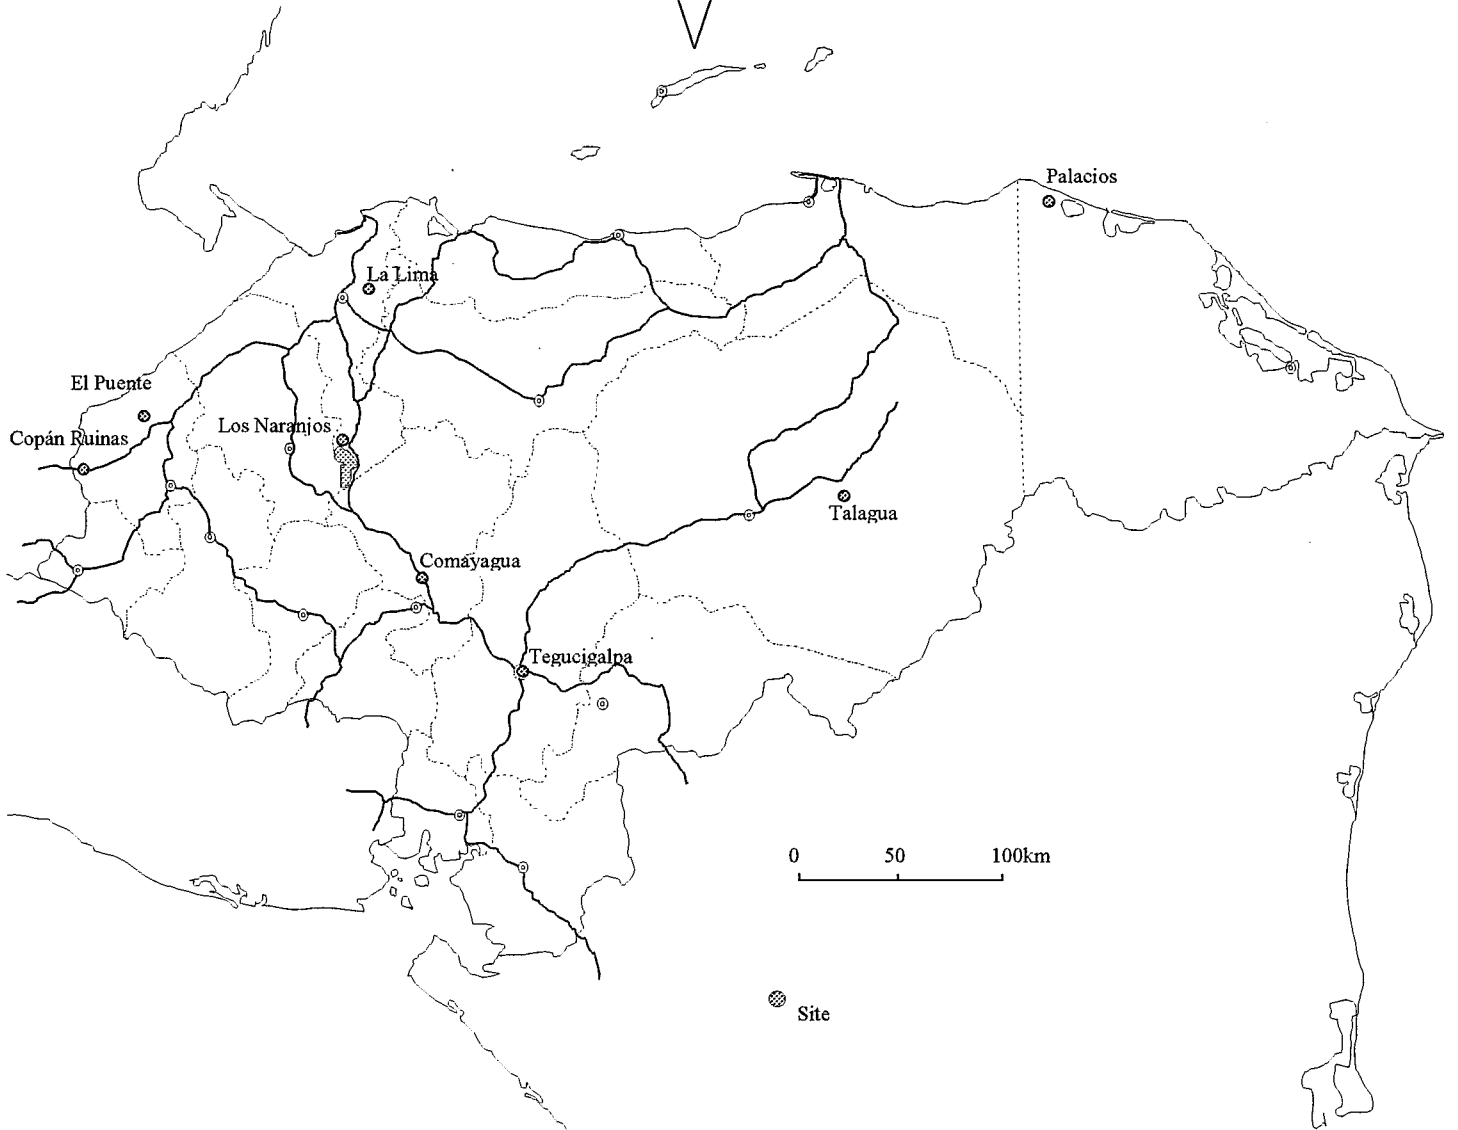 Palacios
La Lima
El Puente
Los Naranjos
Copán Ruinas
Talagua
Comayagua
Tegucigalpa
0 50 100km
Site